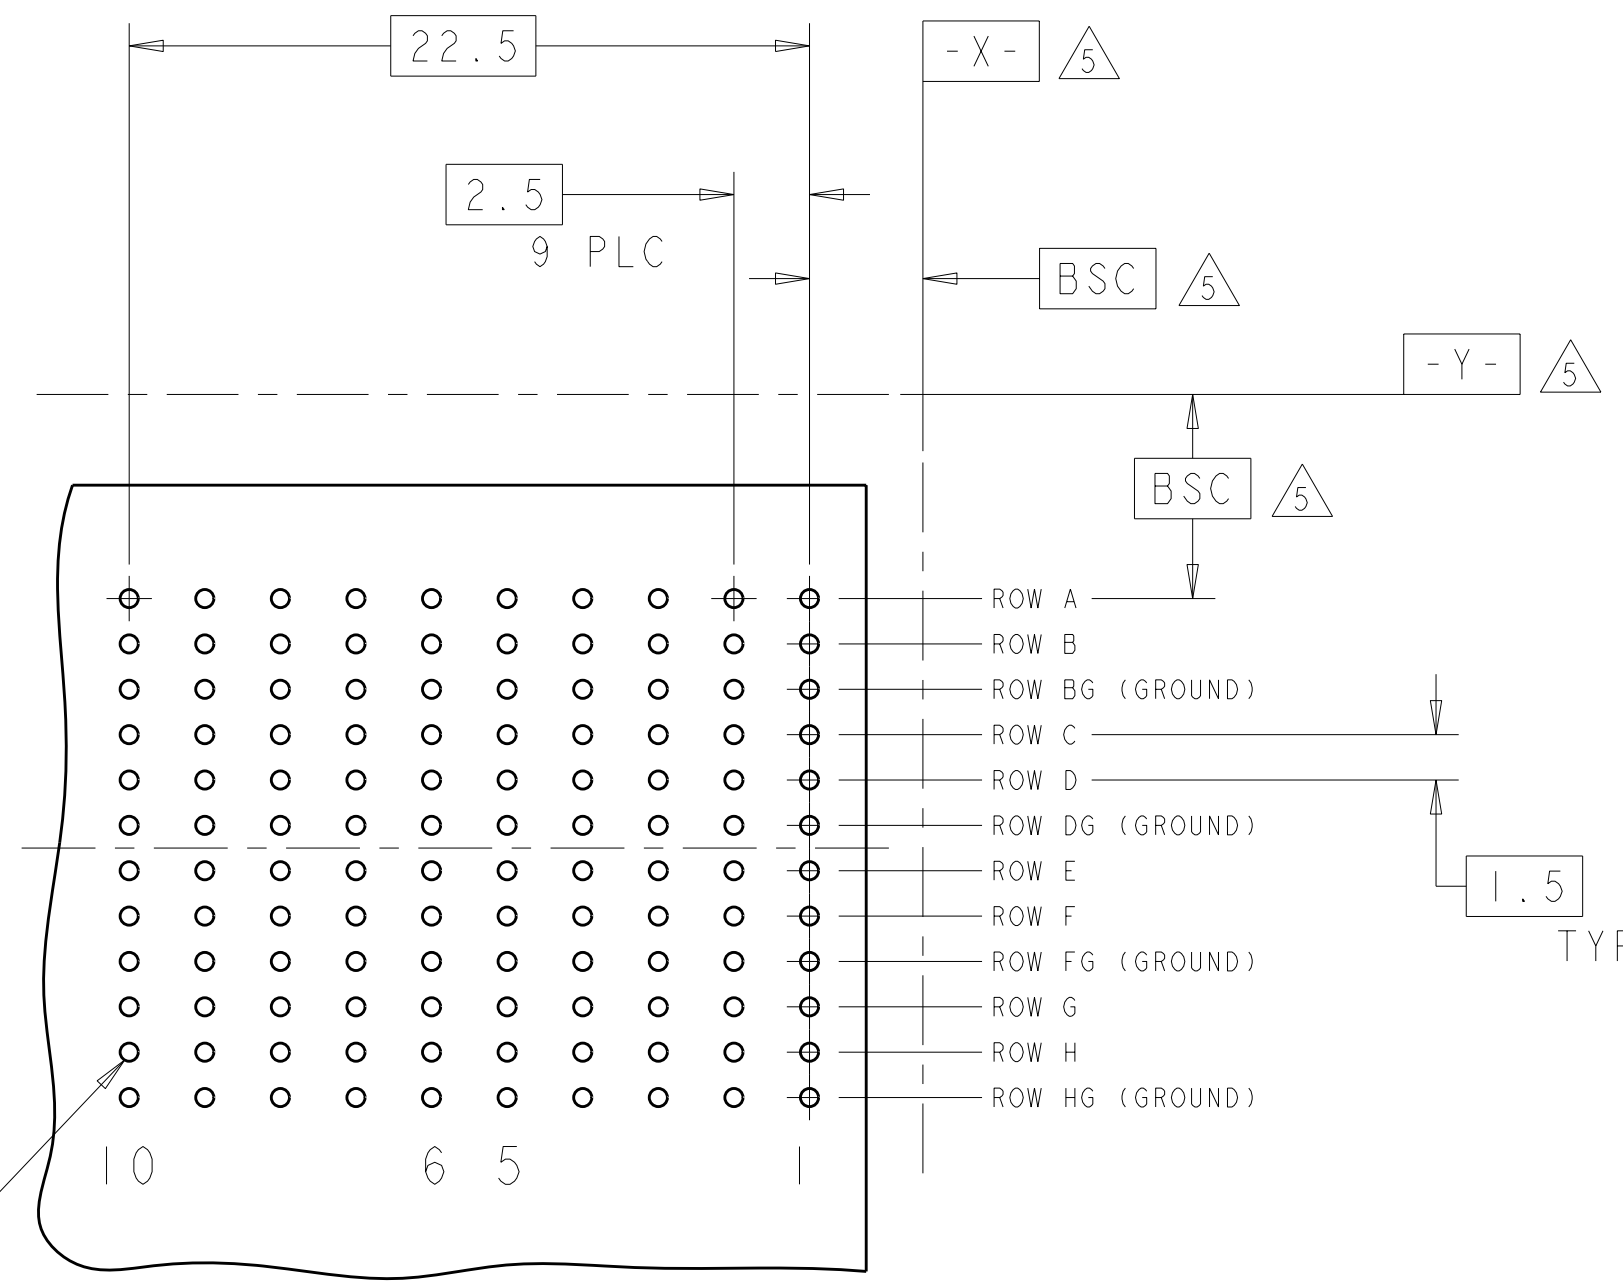 22.5
-X- 5
2.5
9 PLC
BSC 5
-Y- 5
BSC 5
ROW A
ROW B
ROW BG (GROUND)
ROW C
ROW D
ROW DG (GROUND)
ROW E
1.5
ROW F
TYP
ROW FG (GROUND)
ROW G
ROW H
ROW HG (GROUND)
10 6 5 1